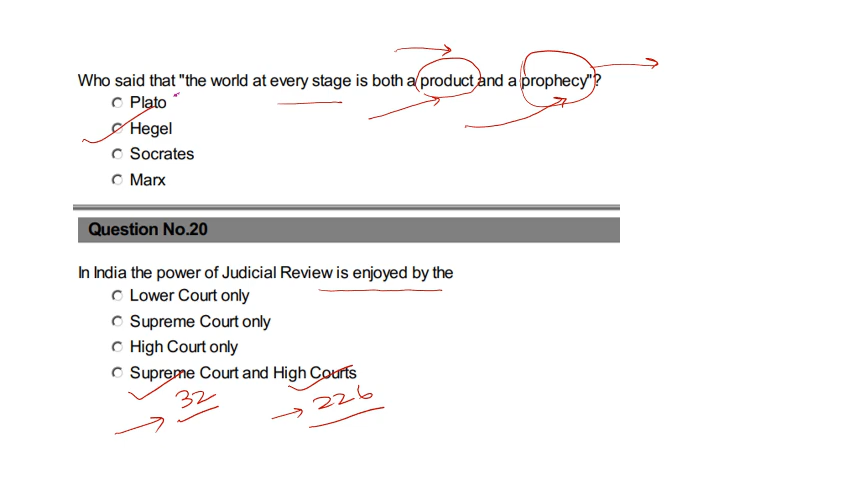 Who said that "the world at every stage is both a product and a prophecy"?
Plato
Hegel
Socrates
Marx
Question No.20
In India the power of Judicial Review is enjoyed by the
Lower Court only
Supreme Court only
High Court only
Supreme Court and High Courts
32 226